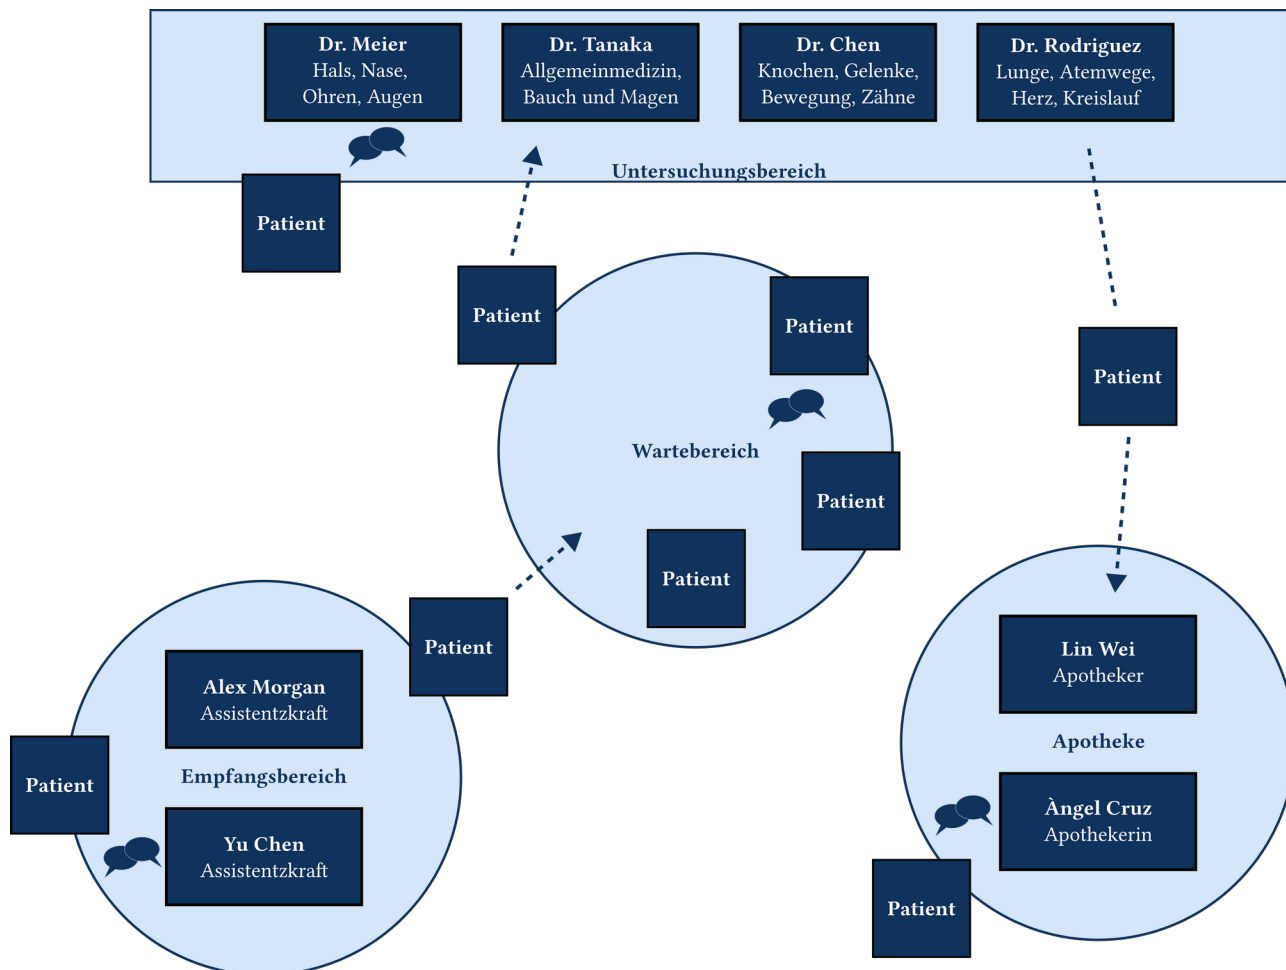 Dr. Meier
Hals, Nase,
Ohren, Augen
Dr. Tanaka
Allgemeinmedizin,
Bauch und Magen
Dr. Chen
Knochen, Gelenke,
Bewegung, Zähne
Dr. Rodriguez
Lunge, Atemwege,
Herz, Kreislauf
Untersuchungsbereich
Patient
Patient
Patient
Patient
Wartebereich
Patient
Patient
Patient
Alex Morgan
Assistentzkraft
Empfangsbereich
Patient
Yu Chen
Assistentzkraft
Lin Wei
Apotheker
Apotheke
Àngel Cruz
Apothekerin
Patient